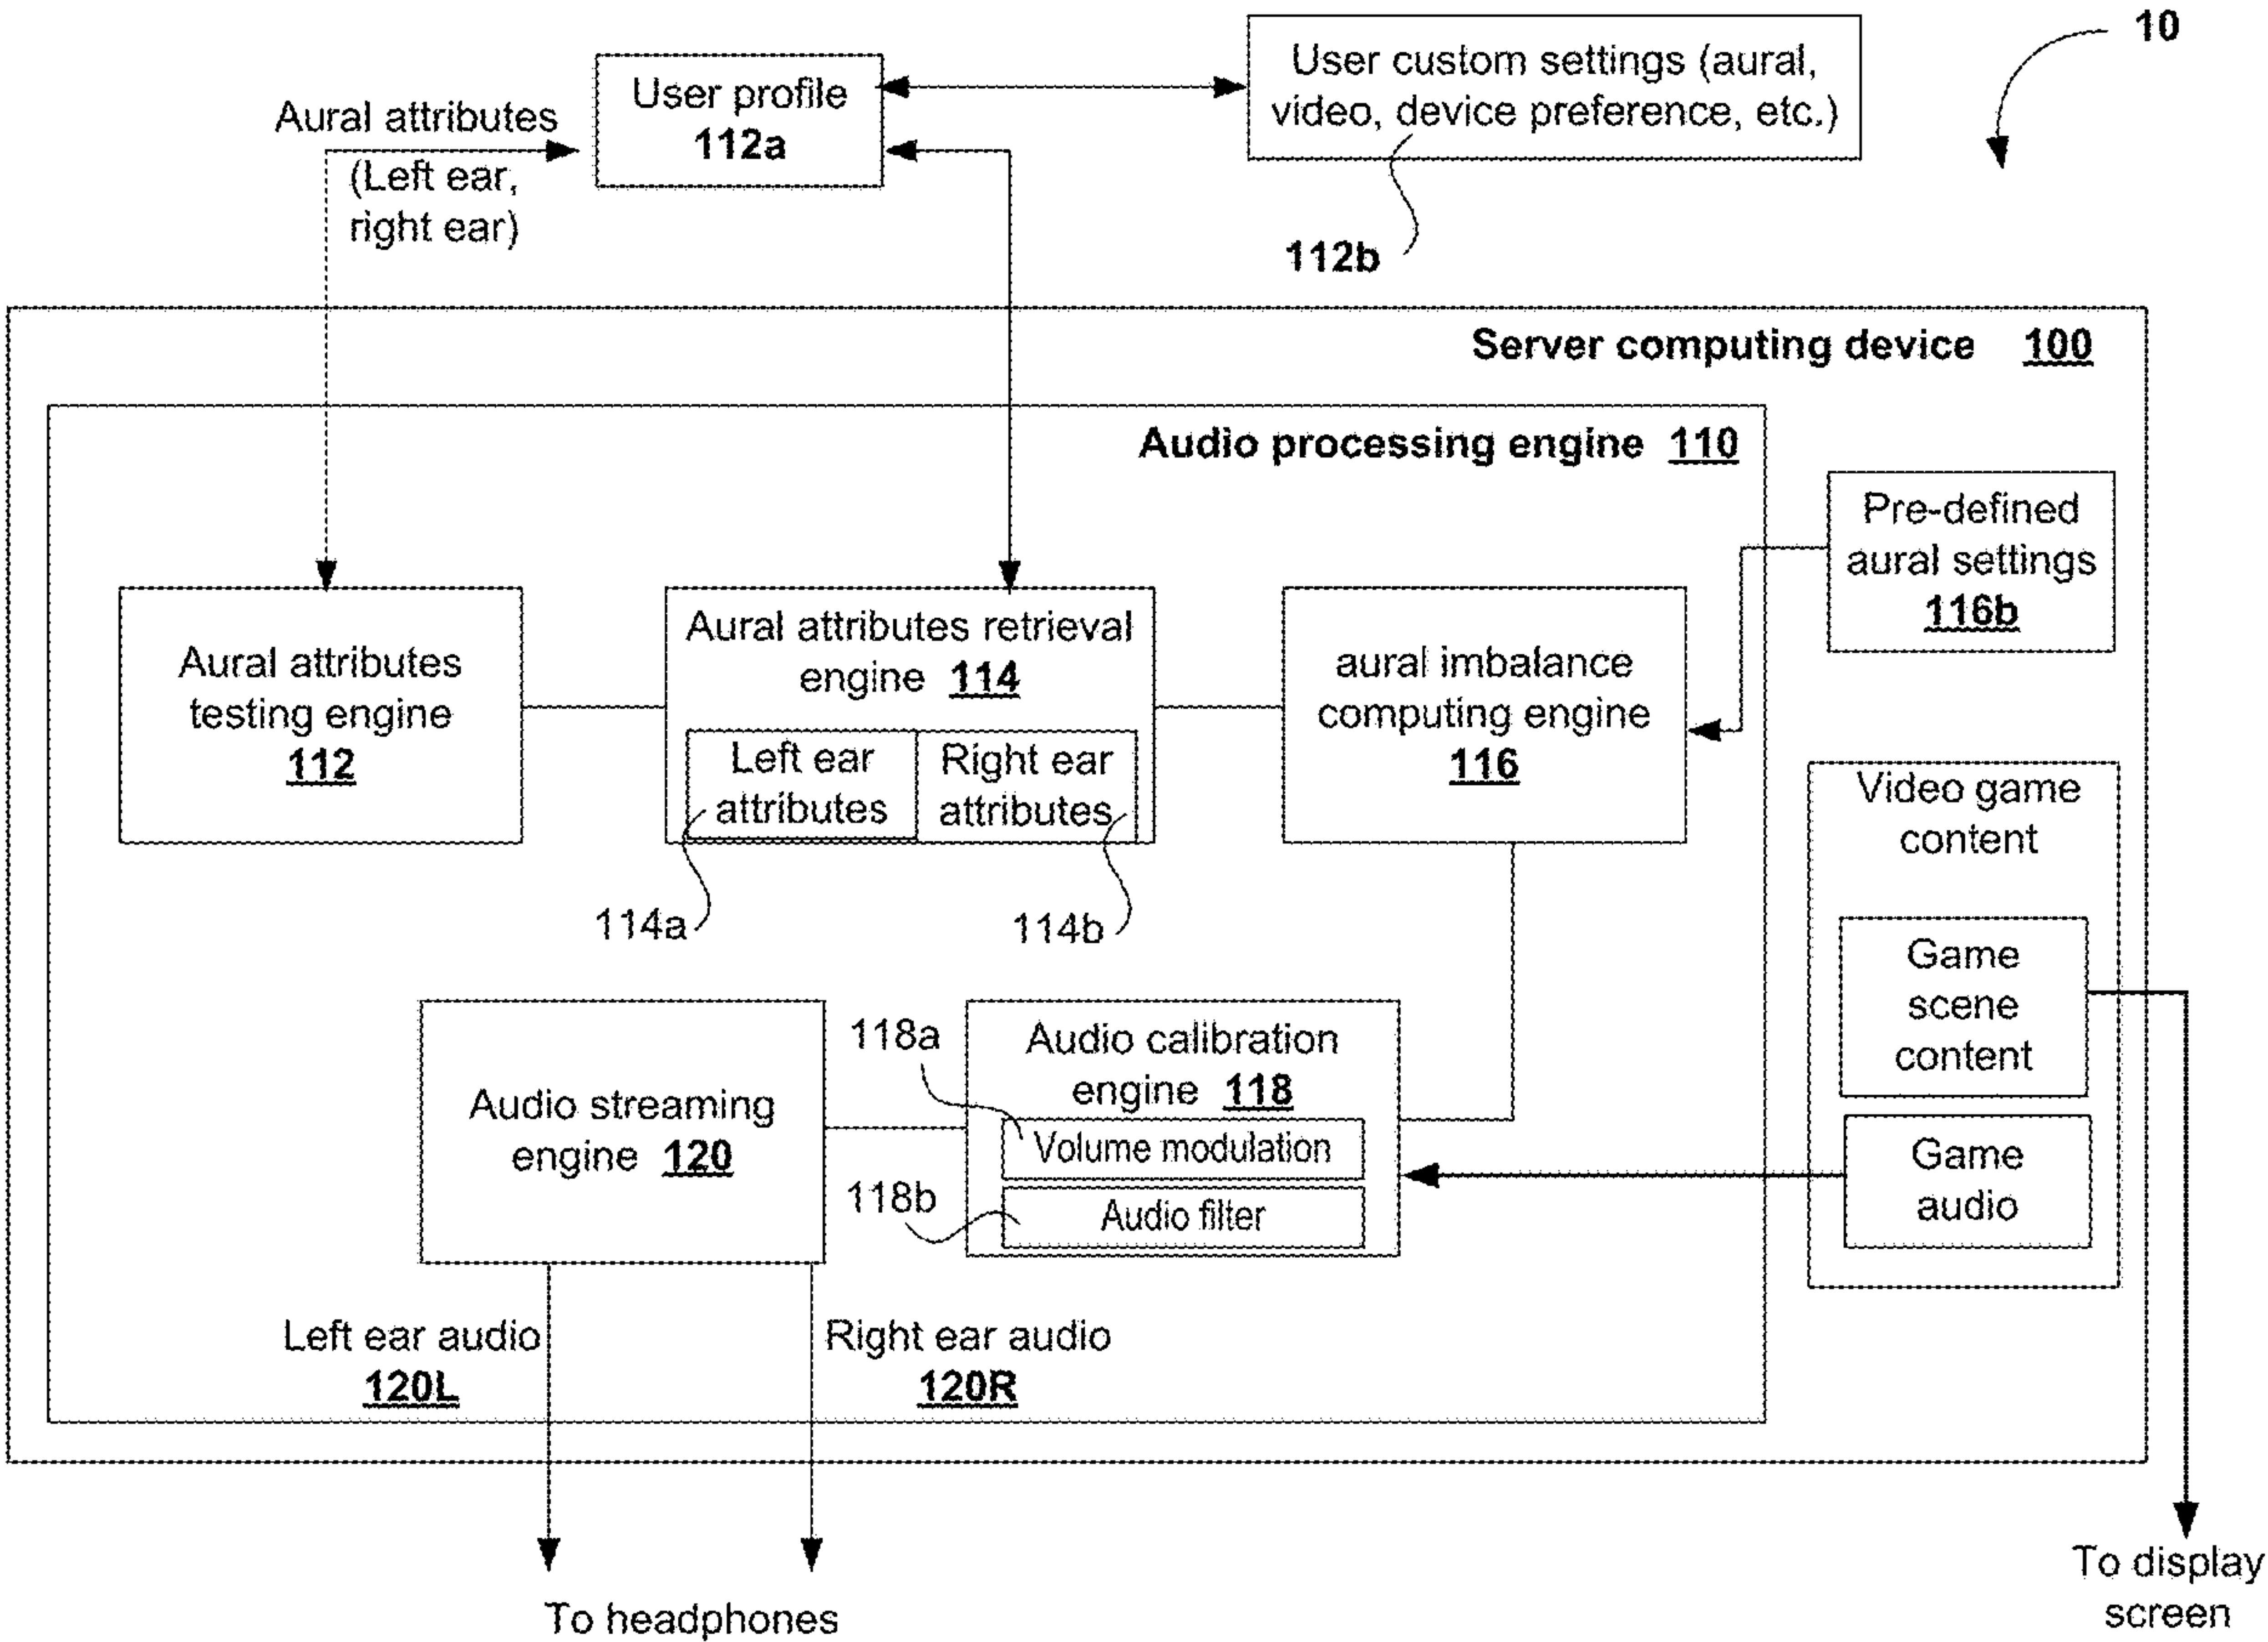 10
User custom settings (aural,
video, device preference, etc.)
User profile
112a
Aural attributes
(Left ear,
right ear)
112b
Server computing device 100
Audio processing engine 110
Pre-defined
aural settings
116b
Aural attributes
testing engine
112
Aural attributes retrieval
engine 114
Left ear
attributes
Right ear
attributes
114a
114b
aural imbalance
computing engine
116
Video game
content
Game
scene
content
Game
audio
Audio streaming
engine 120
118a
Audio calibration
engine 118
Volume modulation
118b
Audio filter
Left ear audio
120L
Right ear audio
120R
To headphones
To display
screen